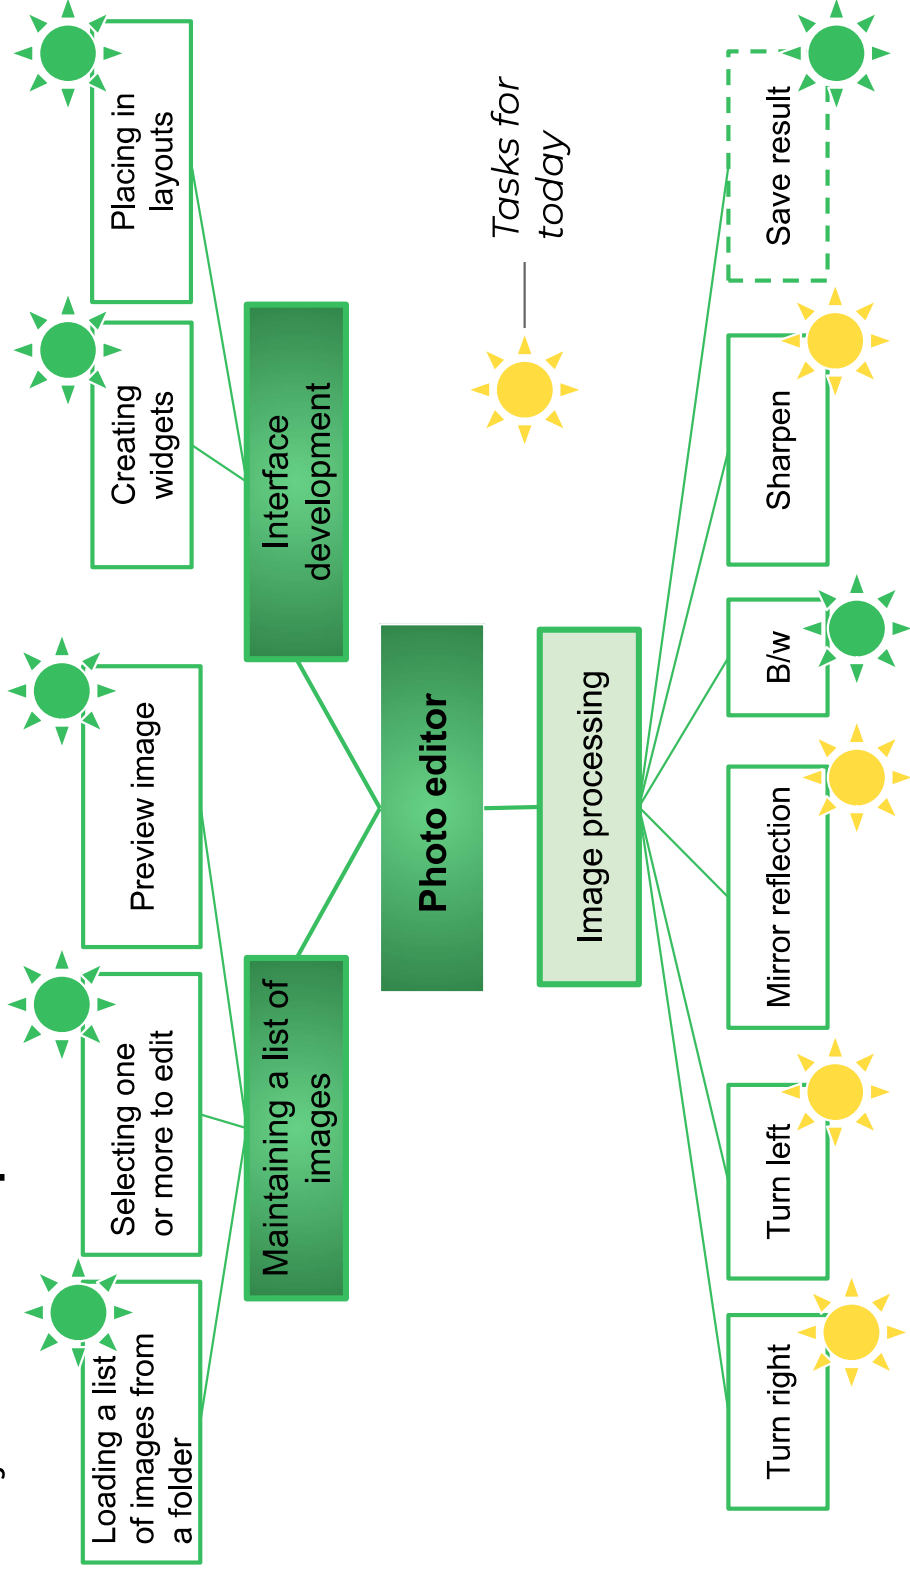 Loading a list
of images from
a folder
Selecting one
or more to edit
Preview image
Creating
widgets
Placing in
layouts
Maintaining a list of
images
Interface
development
Photo editor
Tasks for
today
Image processing
Turn right
Turn left
Mirror reflection
B/w
Sharpen
Save result